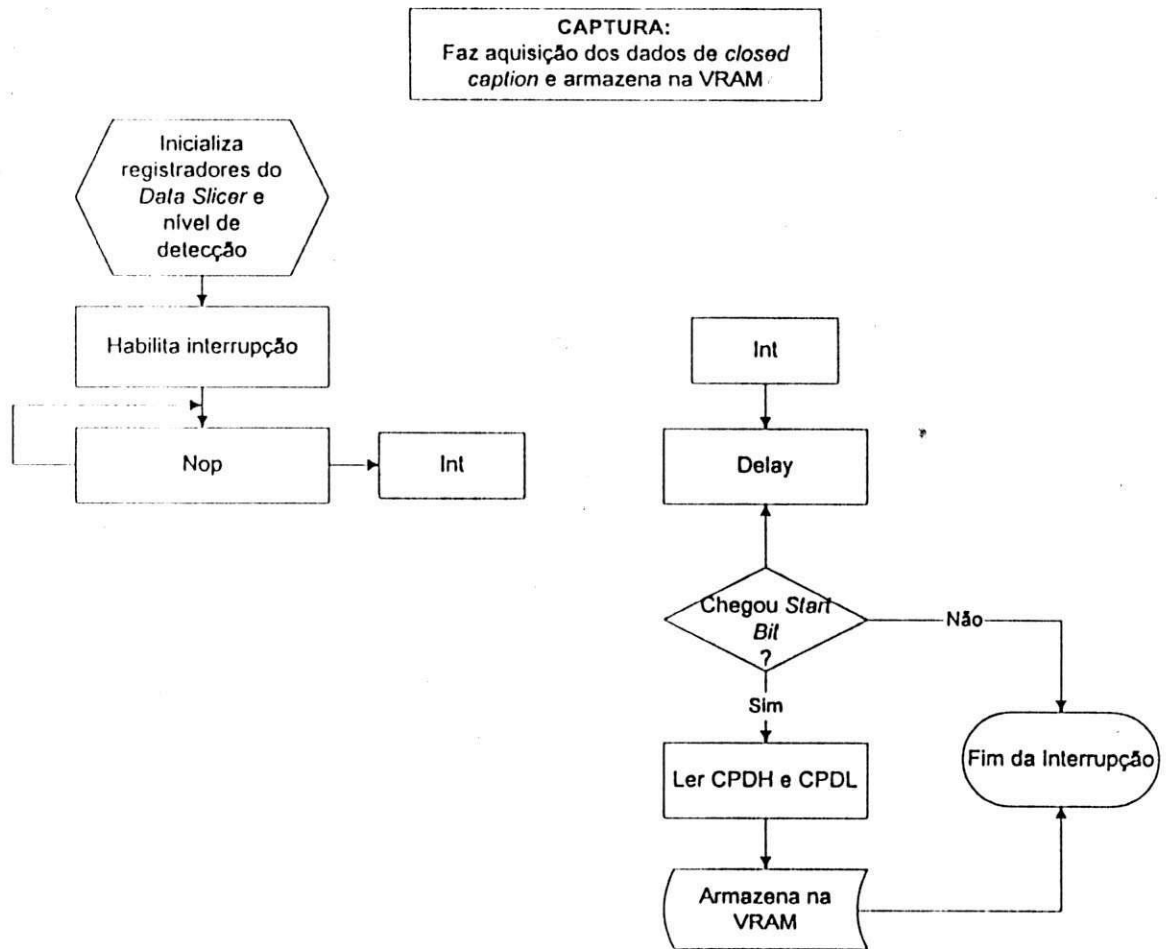 CAPTURA:
Faz aquisição dos dados de closed
caption e armazena na VRAM
Inicializa
registradores do
Data Slicer e
nível de
detecção
Habilita interrupção
Nop
Int
Int
Delay
Chegou Start
Bit
?
Não
Sim
Ler CPDH e CPDL
Fim da Interrupção
Armazena na
VRAM